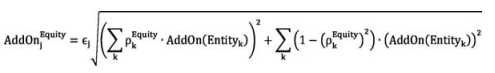 AddOn_j^Equity = ϵ_j √((∑_k ρ_k^Equity · AddOn(Entity_k))^2 + ∑_k (1 − (ρ_k^Equity)^2) · (AddOn(Entity_k))^2)